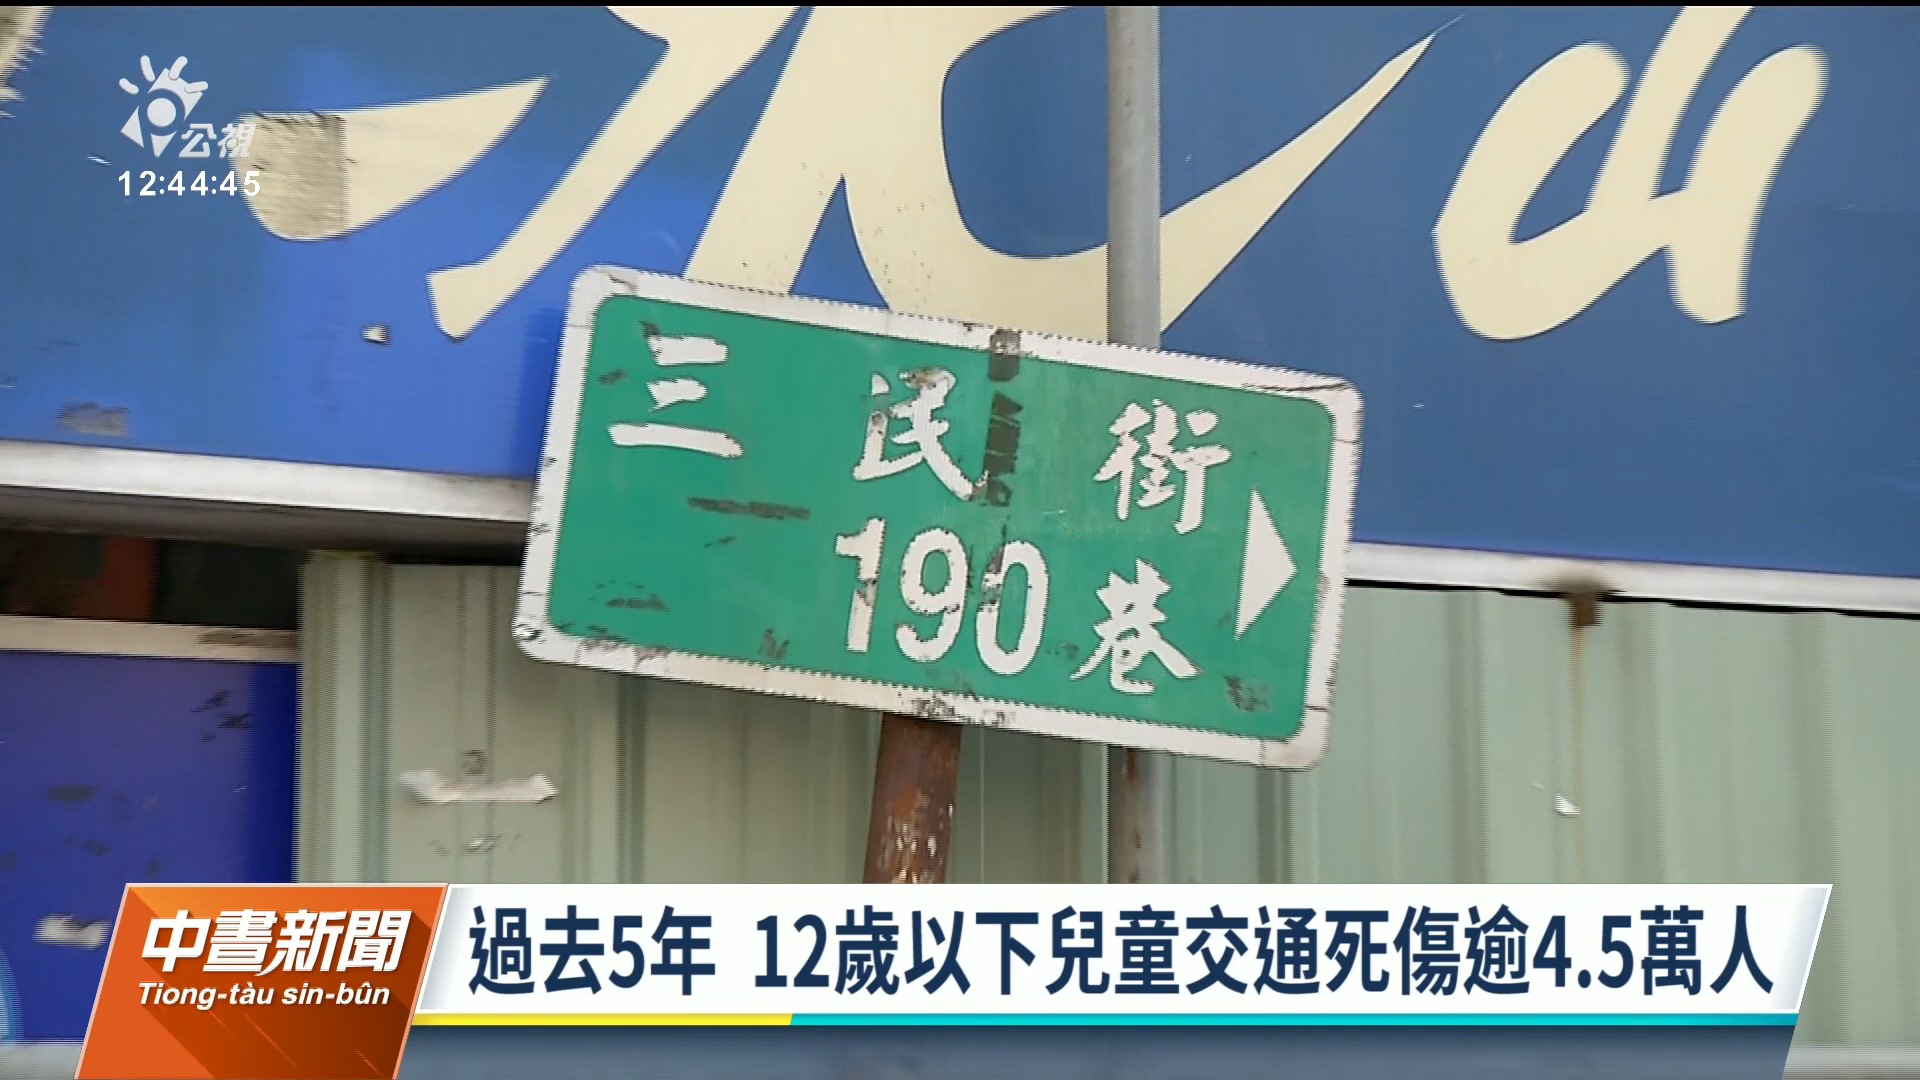 公視
12:44:45
三民街
190巷
中晝新聞
Tiong-tàu sin-bûn
過去5年 12歲以下兒童交通死傷逾4.5萬人